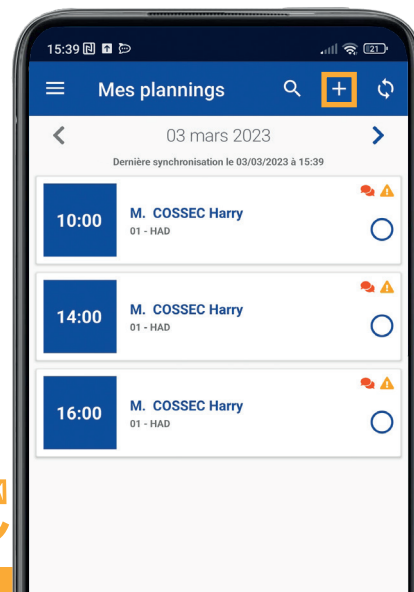 15:39
21
Mes plannings
03 mars 2023
Dernière synchronisation le 03/03/2023 à 15:39
10:00
M. COSSEC Harry
01 - HAD
14:00
M. COSSEC Harry
01 - HAD
16:00
M. COSSEC Harry
01 - HAD